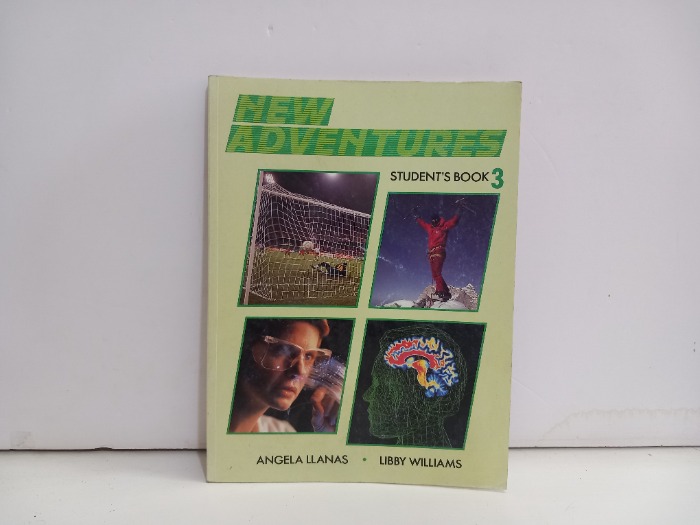 NEW
ADVENTURES
STUDENT'S BOOK 3
ANGELA LLANAS • LIBBY WILLIAMS